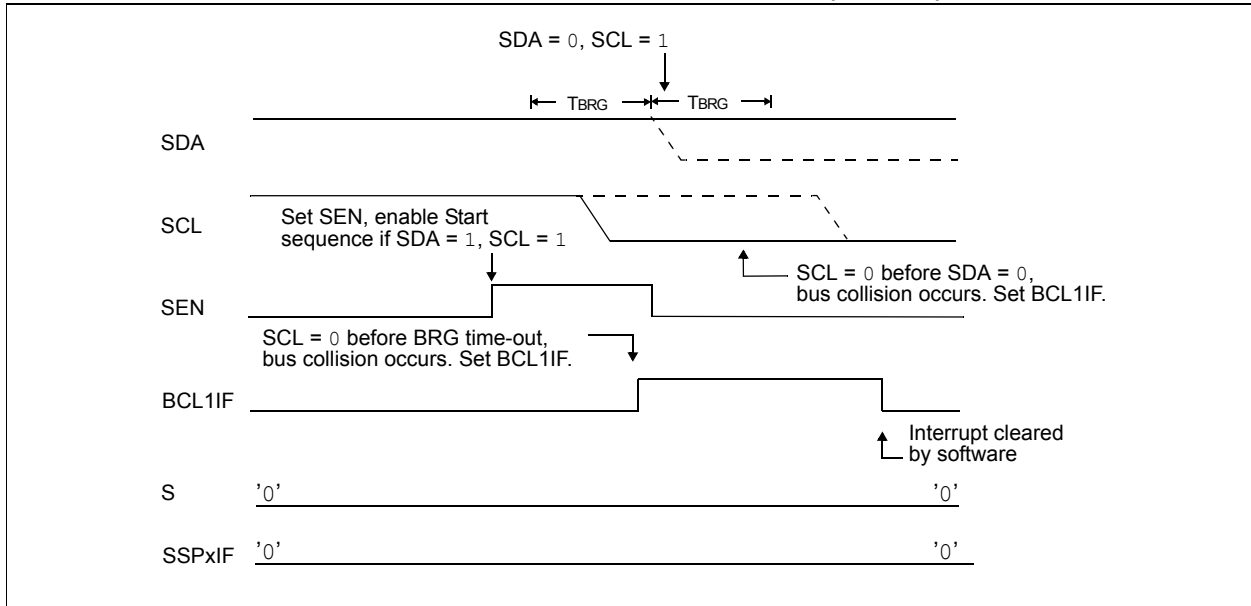 SDA = 0, SCL = 1
TBRG TBRG
SDA
SCL
Set SEN, enable Start
sequence if SDA = 1, SCL = 1
SCL = 0 before SDA = 0,
bus collision occurs. Set BCL1IF.
SEN
SCL = 0 before BRG time-out,
bus collision occurs. Set BCL1IF.
BCL1IF
Interrupt cleared
by software
S '0' '0'
SSPxIF '0' '0'